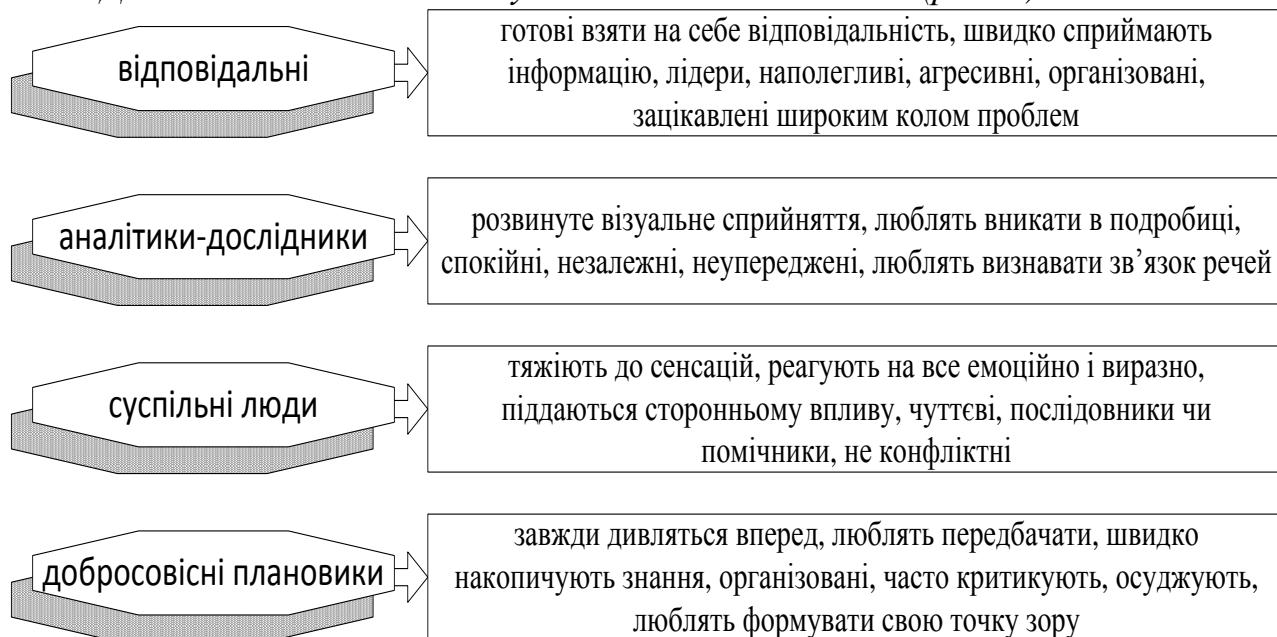 відповідальні
готові взяти на себе відповідальність, швидко сприймають
інформацію, лідери, наполегливі, агресивні, організовані,
зацікавлені широким колом проблем
аналітики-дослідники
розвинуте візуальне сприйняття, люблять вникати в подробиці,
спокійні, незалежні, неупереджені, люблять визнавати зв’язок речей
суспільні люди
тяжіють до сенсацій, реагують на все емоційно і виразно,
піддаються сторонньому впливу, чуттєві, послідовники чи
помічники, не конфліктні
добросовісні плановики
завжди дивляться вперед, люблять передбачати, швидко
накопичують знання, організовані, часто критикують, осуджують,
люблять формувати свою точку зору